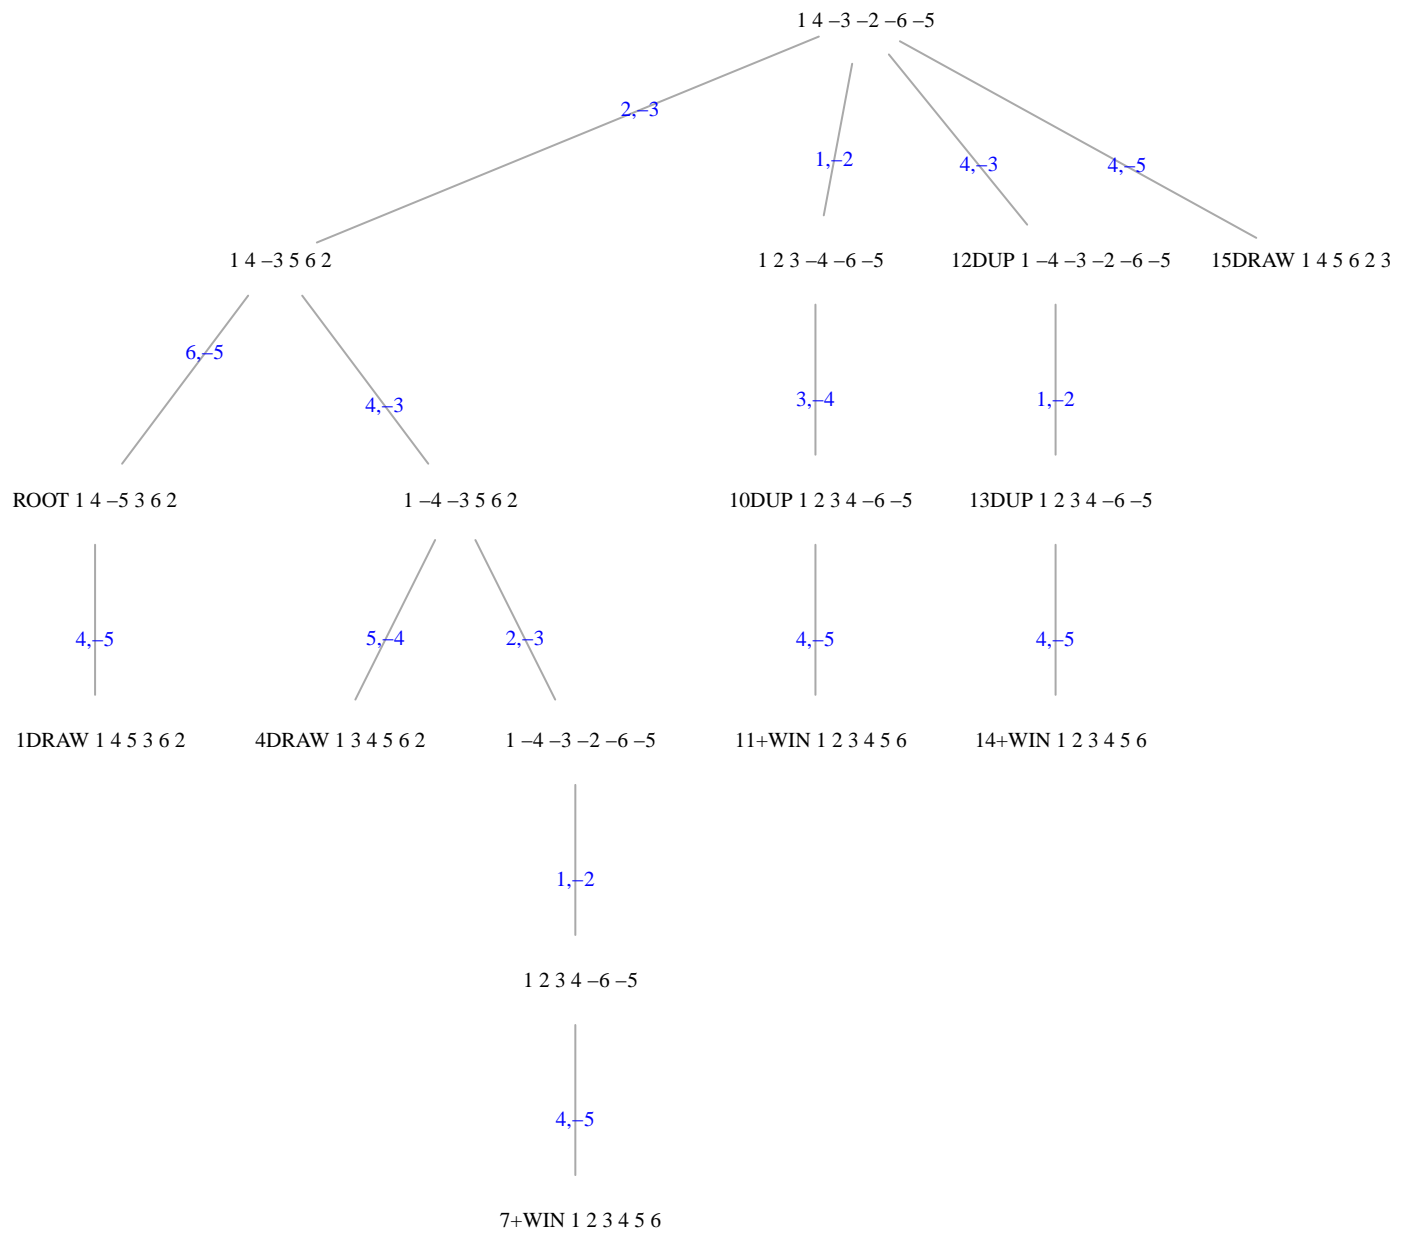 1 4 –3 –2 –6 –5
2,–3
1,–2
4,–3
4,–5
1 4 –3 5 6 2
1 2 3 –4 –6 –5
12DUP 1 –4 –3 –2 –6 –5
15DRAW 1 4 5 6 2 3
6,–5
4,–3
3,–4
1,–2
ROOT 1 4 –5 3 6 2
1 –4 –3 5 6 2
10DUP 1 2 3 4 –6 –5
13DUP 1 2 3 4 –6 –5
4,–5
5,–4
2,–3
4,–5
4,–5
1DRAW 1 4 5 3 6 2
4DRAW 1 3 4 5 6 2
1 –4 –3 –2 –6 –5
11+WIN 1 2 3 4 5 6
14+WIN 1 2 3 4 5 6
1,–2
1 2 3 4 –6 –5
4,–5
7+WIN 1 2 3 4 5 6